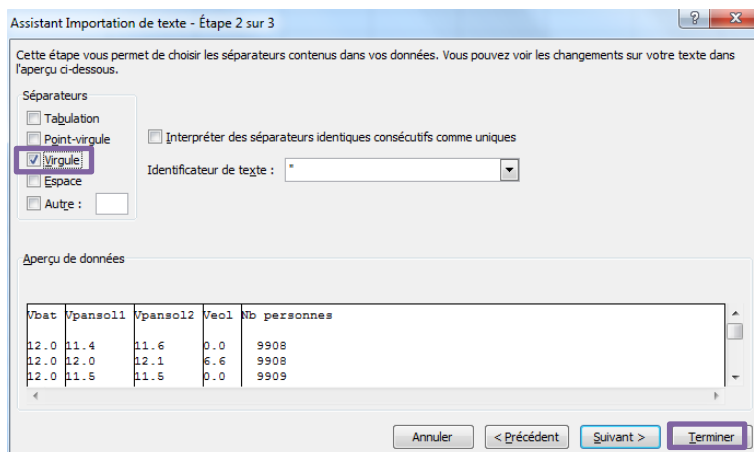 Assistant Importation de texte - Étape 2 sur 3
Cette étape vous permet de choisir les séparateurs contenus dans vos données. Vous pouvez voir les changements sur votre texte dans
l'aperçu ci-dessous.
Séparateurs
Tabulation
Point-virgule
Virgule
Espace
Autre :
Interpréter des séparateurs identiques consécutifs comme uniques
Identificateur de texte : "
Aperçu de données
Vbat Vpansol1 Vpansol2 Veol Nb personnes
12.0 11.4 11.6 0.0 9908
12.0 12.0 12.1 6.6 9908
12.0 11.5 11.5 0.0 9909
Annuler < Précédent Suivant > Terminer